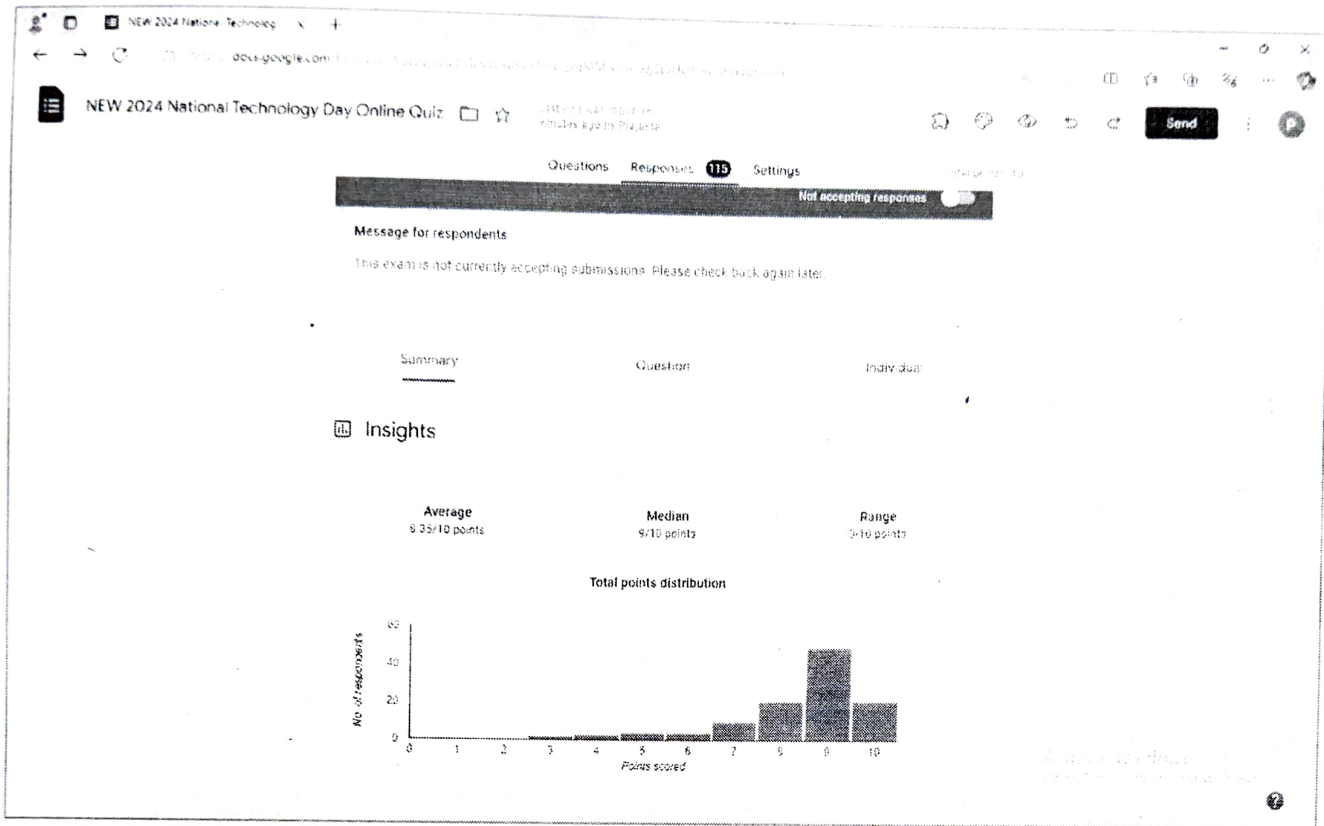 NEW 2024 National Technolog
docs.google.com
NEW 2024 National Technology Day Online Quiz
minutes ago by
Send
P
Questions Responses 115 Settings
Not accepting responses
Message for respondents
This exam is not currently accepting submissions. Please check back again later.
Summary Question Individual
Insights
Average Median Range
8.35/10 points 9/10 points 3-10 points
Total points distribution
No. of respondents
60
40
20
0
0 1 2 3 4 5 6 7 8 9 10
Points scored